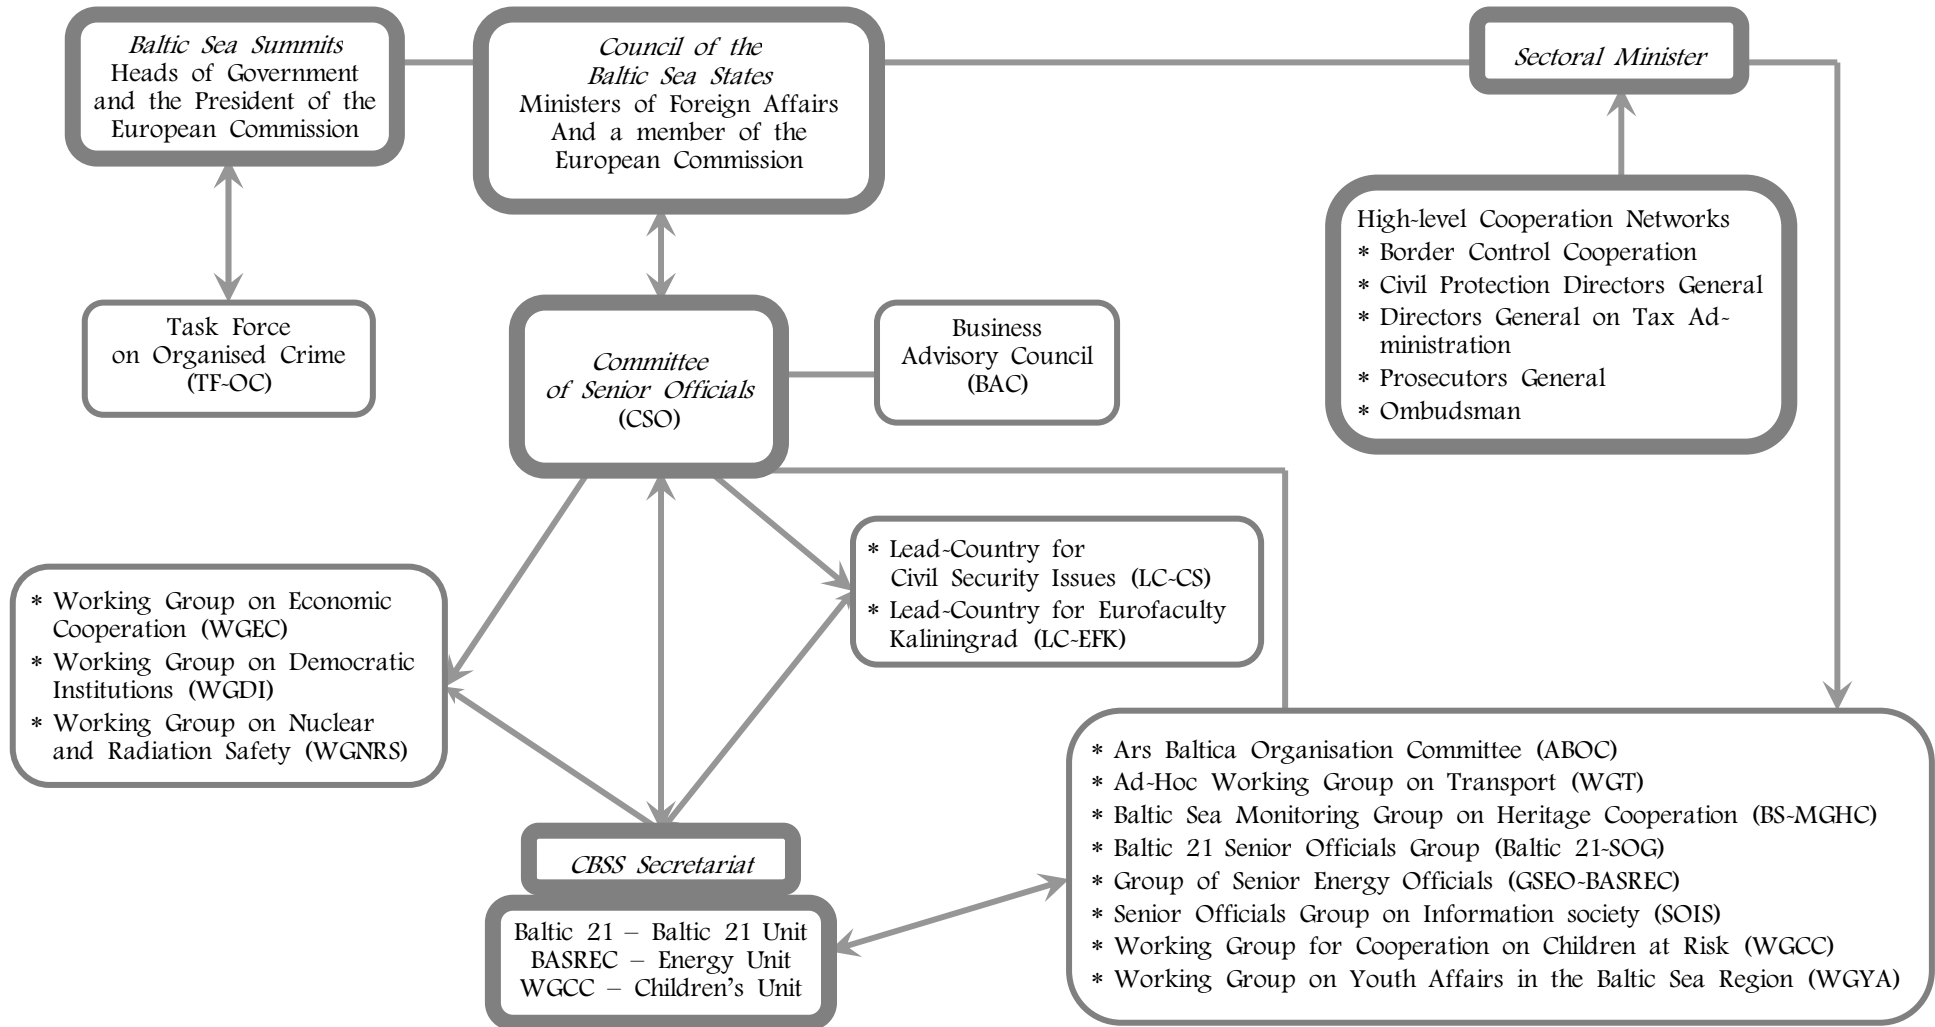 Baltic Sea Summits
Heads of Government
and the President of the
European Commission
Council of the
Baltic Sea States
Ministers of Foreign Affairs
And a member of the
European Commission
Sectoral Minister
High-level Cooperation Networks
* Border Control Cooperation
* Civil Protection Directors General
* Directors General on Tax Ad-
ministration
* Prosecutors General
* Ombudsman
Task Force
on Organised Crime
(TF-OC)
Committee
of Senior Officials
(CSO)
Business
Advisory Council
(BAC)
* Lead-Country for
Civil Security Issues (LC-CS)
* Lead-Country for Eurofaculty
Kaliningrad (LC-EFK)
* Working Group on Economic
Cooperation (WGEC)
* Working Group on Democratic
Institutions (WGDI)
* Working Group on Nuclear
and Radiation Safety (WGNRS)
CBSS Secretariat
Baltic 21 – Baltic 21 Unit
BASREC – Energy Unit
WGCC – Children's Unit
* Ars Baltica Organisation Committee (ABOC)
* Ad-Hoc Working Group on Transport (WGT)
* Baltic Sea Monitoring Group on Heritage Cooperation (BS-MGHC)
* Baltic 21 Senior Officials Group (Baltic 21-SOG)
* Group of Senior Energy Officials (GSEO-BASREC)
* Senior Officials Group on Information society (SOIS)
* Working Group for Cooperation on Children at Risk (WGCC)
* Working Group on Youth Affairs in the Baltic Sea Region (WGYA)